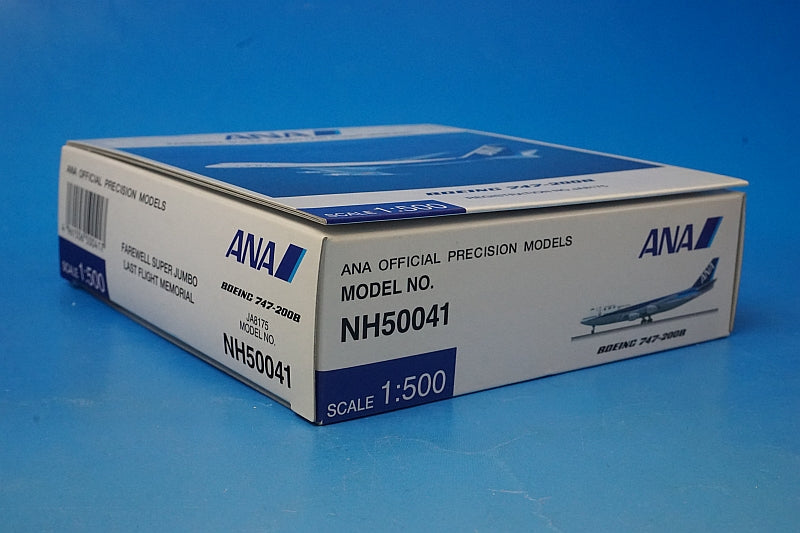 ANA
BOEING 747-200B
SCALE 1:500
ANA OFFICIAL PRECISION MODELS
SCALE 1:500
FAREWELL SUPER JUMBO
LAST FLIGHT MEMORIAL
ANA
BOEING 747-200B
JA8175
MODEL NO.
NH50041
ANA OFFICIAL PRECISION MODELS
MODEL NO.
NH50041
SCALE 1:500
ANA
ANA
BOEING 747-200B